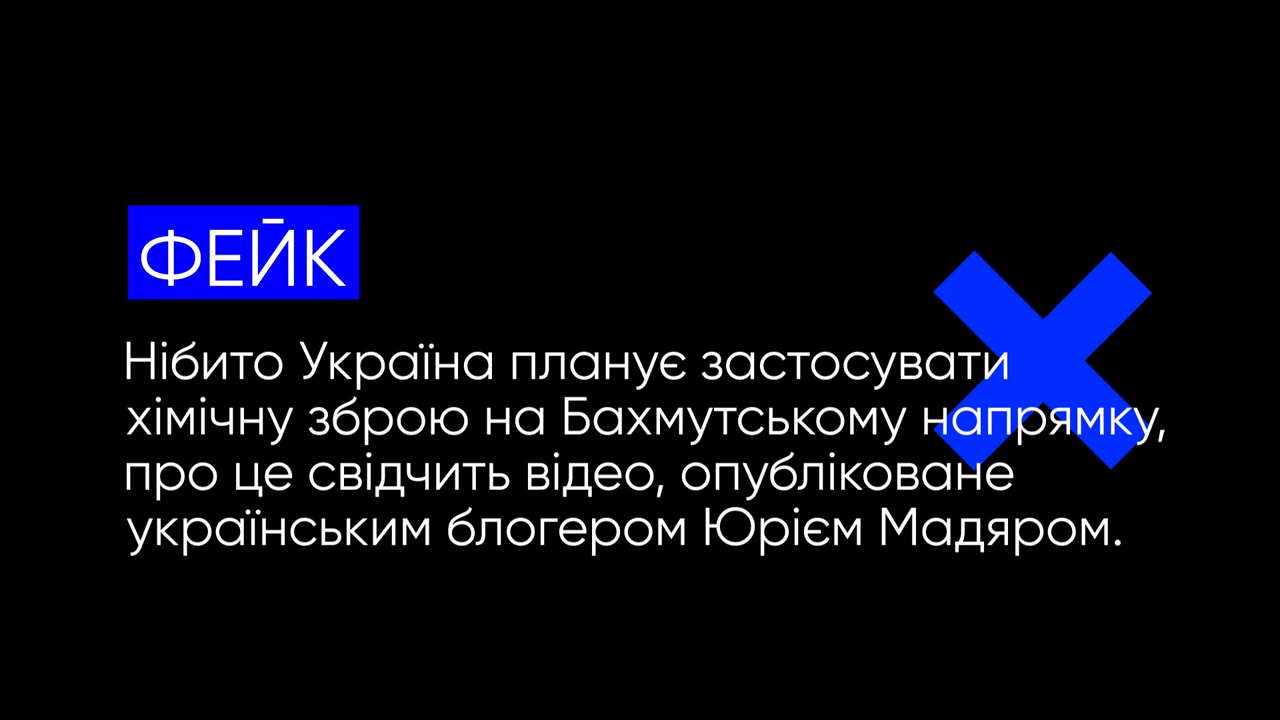 ФЕЙК
Нібито Україна планує застосувати
хімічну зброю на Бахмутському напрямку,
про це свідчить відео, опубліковане
українським блогером Юрієм Мадяром.